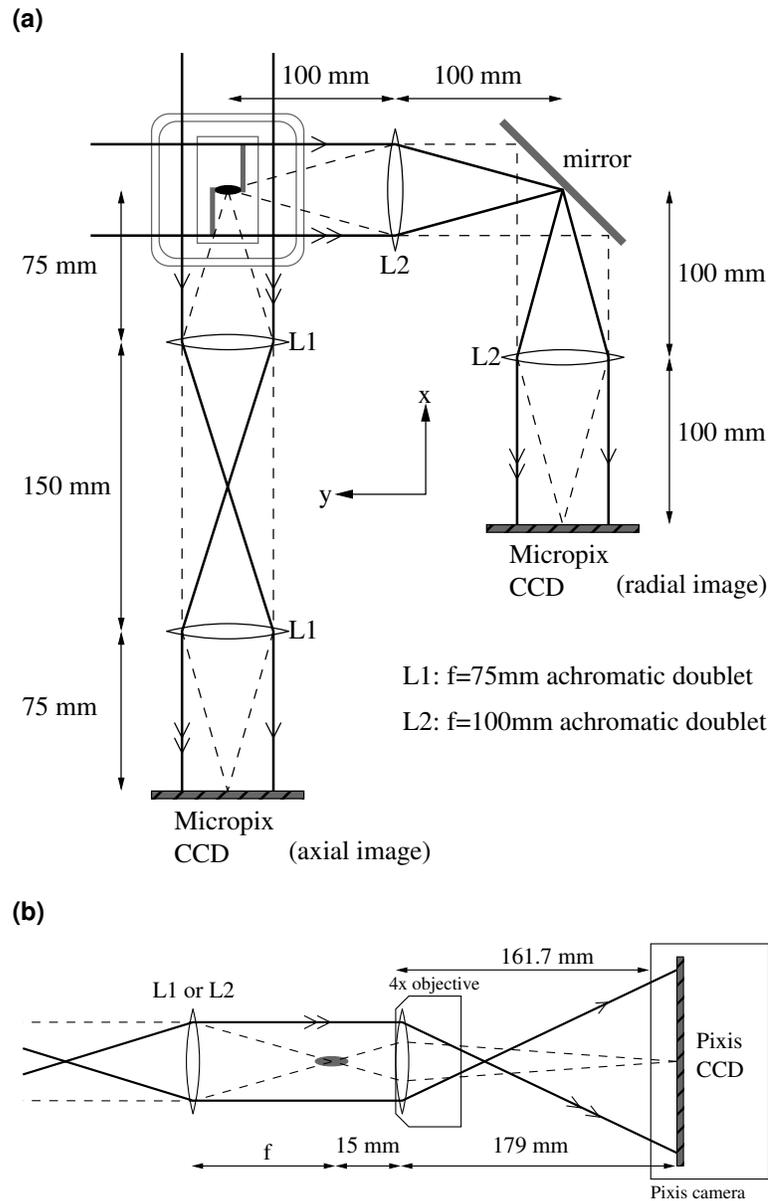 (a)
100 mm
100 mm
mirror
75 mm
L2
100 mm
L1
L2
x
100 mm
150 mm
y
Micropix
CCD
(radial image)
L1
L1: f=75mm achromatic doublet
75 mm
L2: f=100mm achromatic doublet
Micropix
CCD
(axial image)
(b)
161.7 mm
L1 or L2
4x objective
Pixis
CCD
f
15 mm
179 mm
Pixis camera